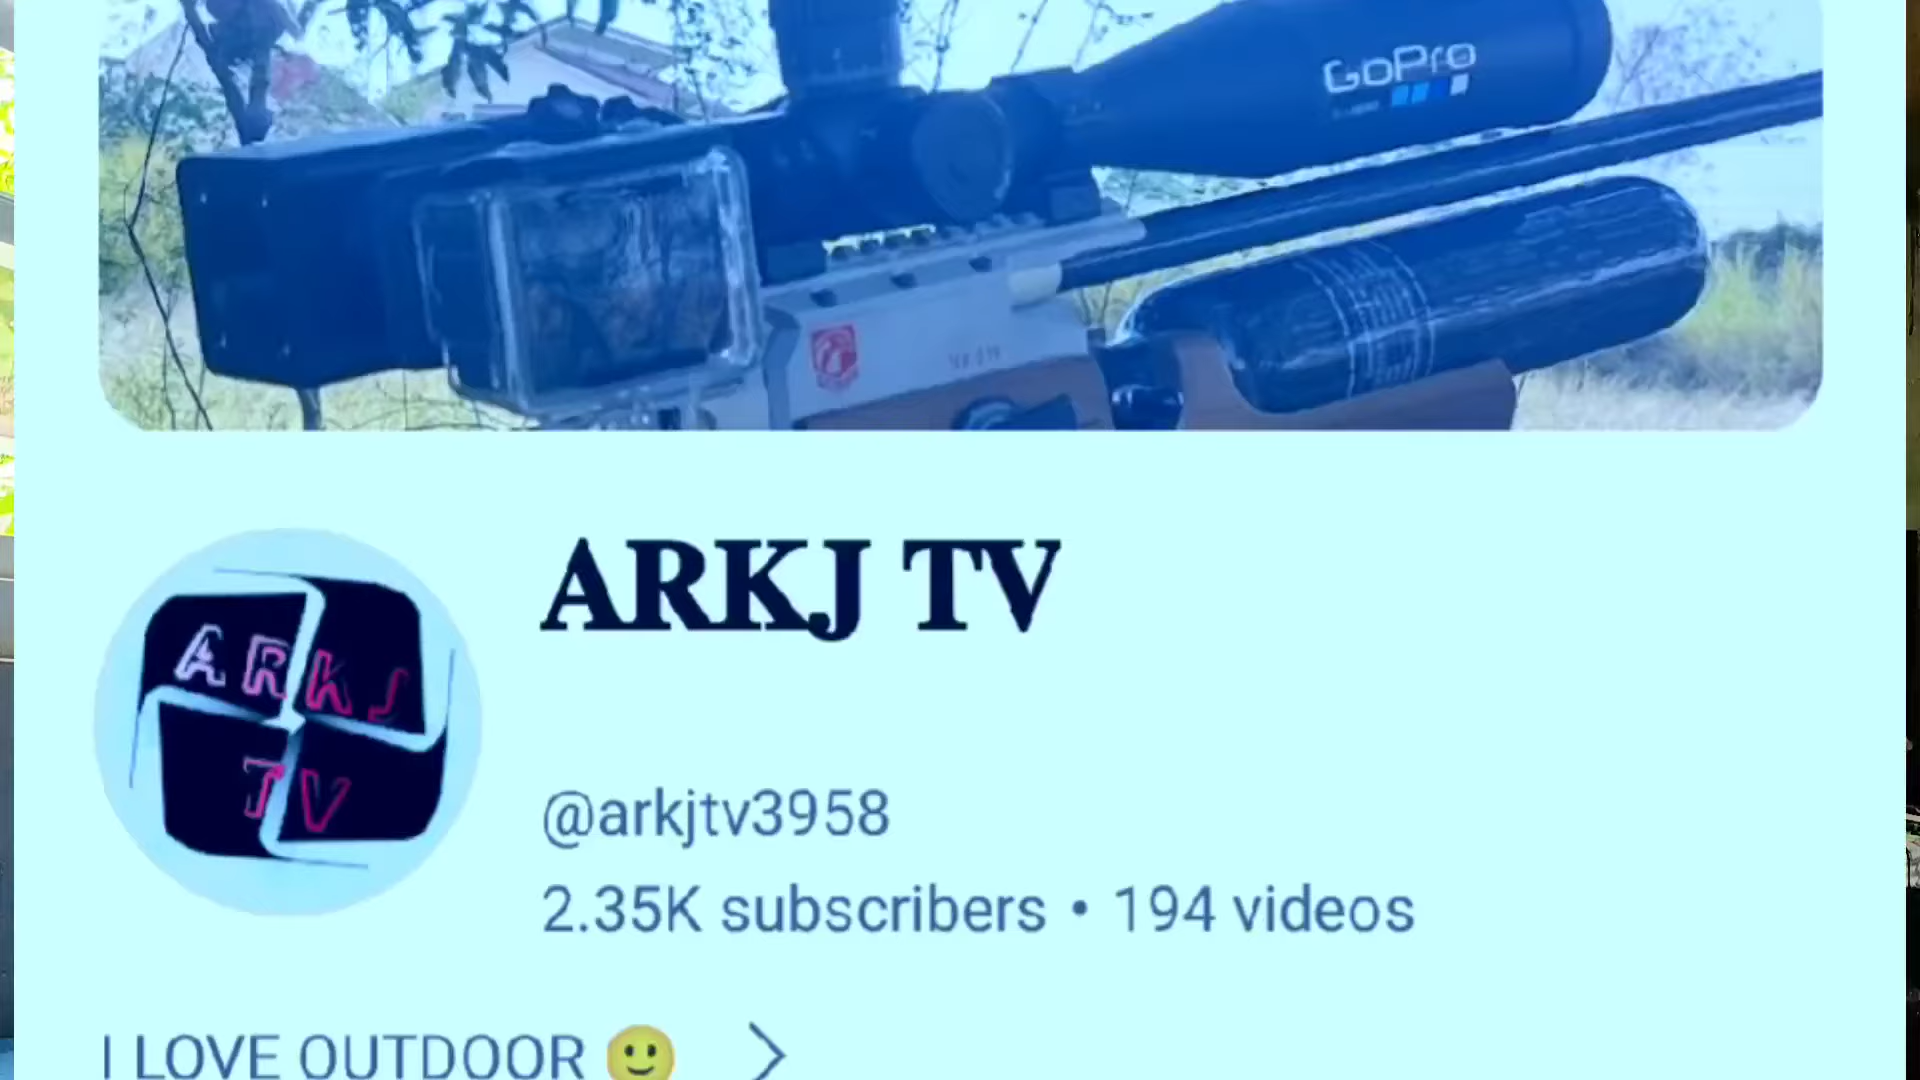 GoPro
ARKJ TV
ARKJ
TV
@arkjtv3958
2.35K subscribers • 194 videos
I LOVE OUTDOOR 🙂 >